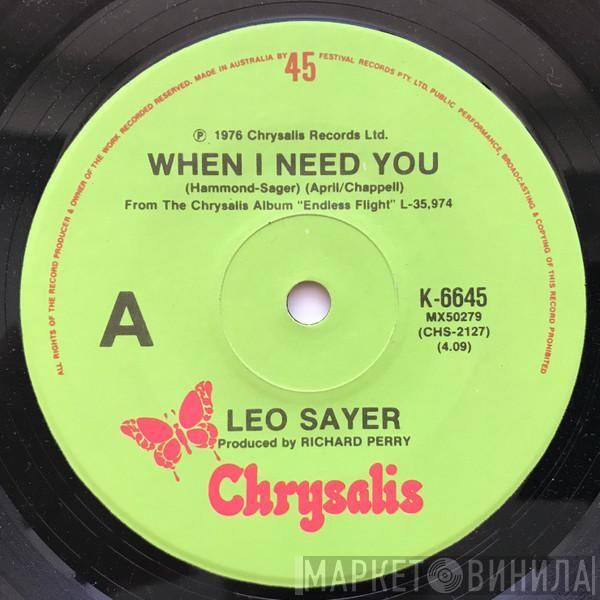 ALL RIGHTS OF THE RECORD PRODUCER & OWNER OF THE WORK RECORDED RESERVED. MADE IN AUSTRALIA BY FESTIVAL RECORDS PTY. LTD. PUBLIC PERFORMANCE, BROADCASTING & COPYING OF THIS RECORD PROHIBITED
45
℗ 1976 Chrysalis Records Ltd.
WHEN I NEED YOU
(Hammond-Sager) (April/Chappell)
From The Chrysalis Album "Endless Flight" L-35,974
A
K-6645
MX50279
(CHS-2127)
(4.09)
LEO SAYER
Produced by RICHARD PERRY
Chrysalis
МАРКЕТ ВИНИЛА